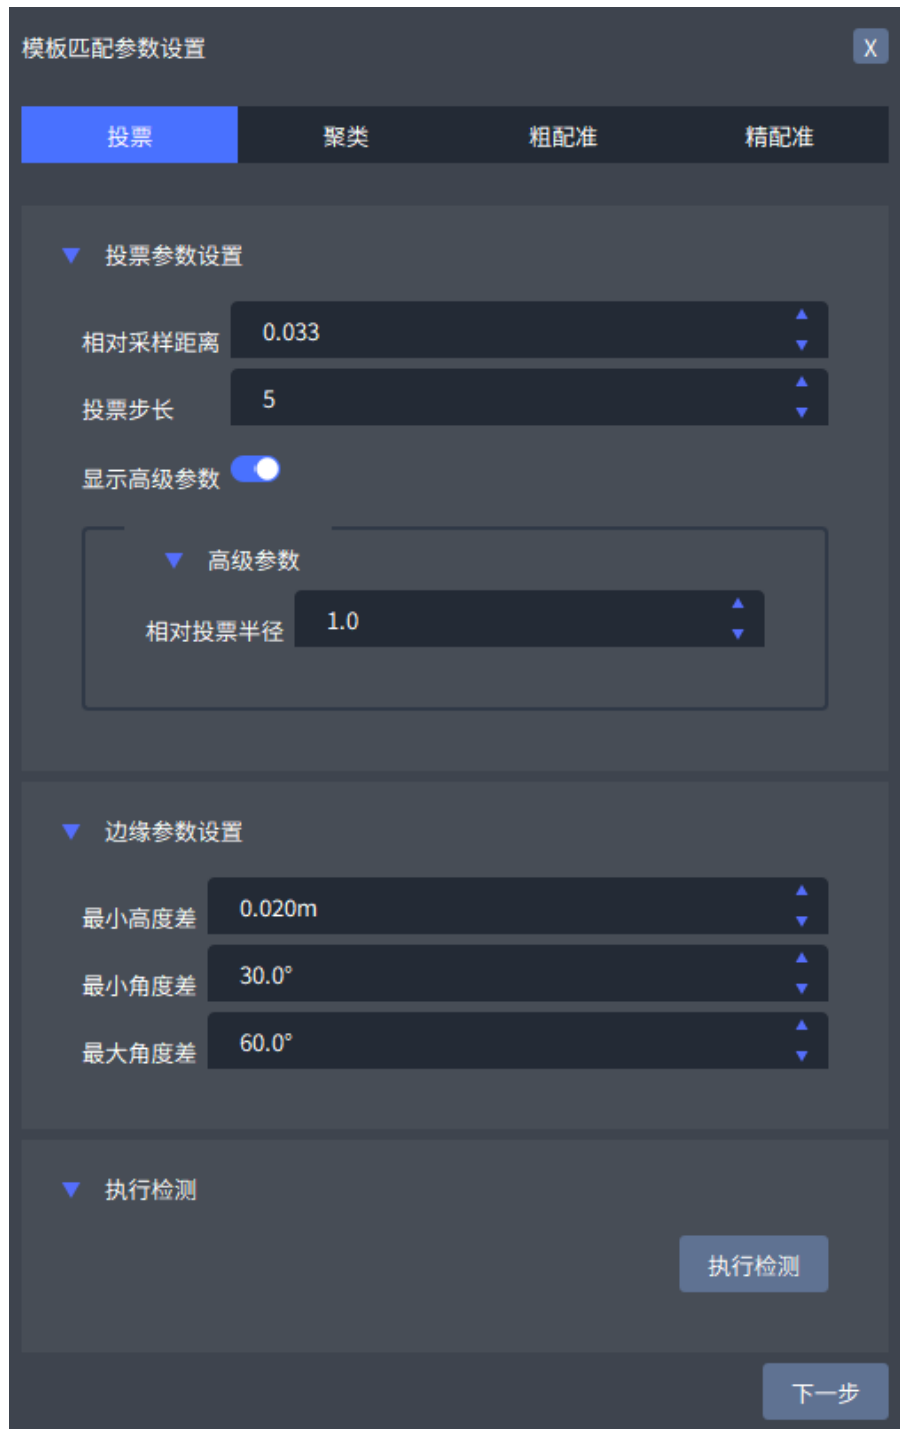 模板匹配参数设置 X
投票 聚类 粗配准 精配准
投票参数设置
相对采样距离 0.033
投票步长 5
显示高级参数
高级参数
相对投票半径 1.0
边缘参数设置
最小高度差 0.020m
最小角度差 30.0°
最大角度差 60.0°
执行检测
执行检测
下一步